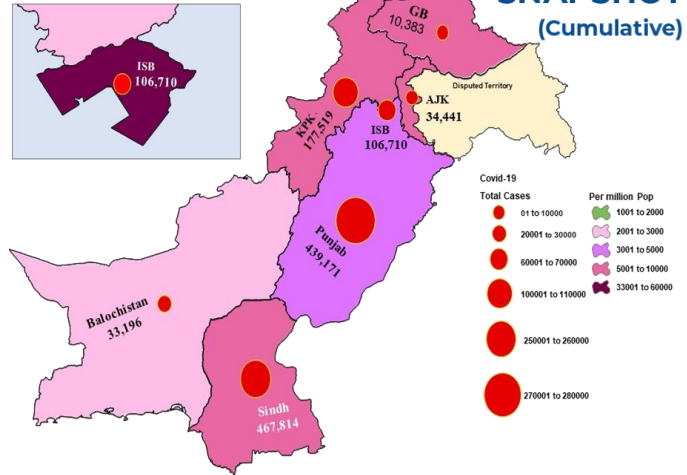 SNAPSHOT
(Cumulative)
GB
10,383
ISB
106,710
Disputed Territory
AJK
34,441
KPK
177,519
ISB
106,710
Punjab
439,171
Balochistan
33,196
Sindh
467,814
Covid-19
Total Cases
01 to 10000
20001 to 30000
60001 to 70000
100001 to 110000
250001 to 260000
270001 to 280000
Per million Pop
1001 to 2000
2001 to 3000
3001 to 5000
5001 to 10000
33001 to 60000